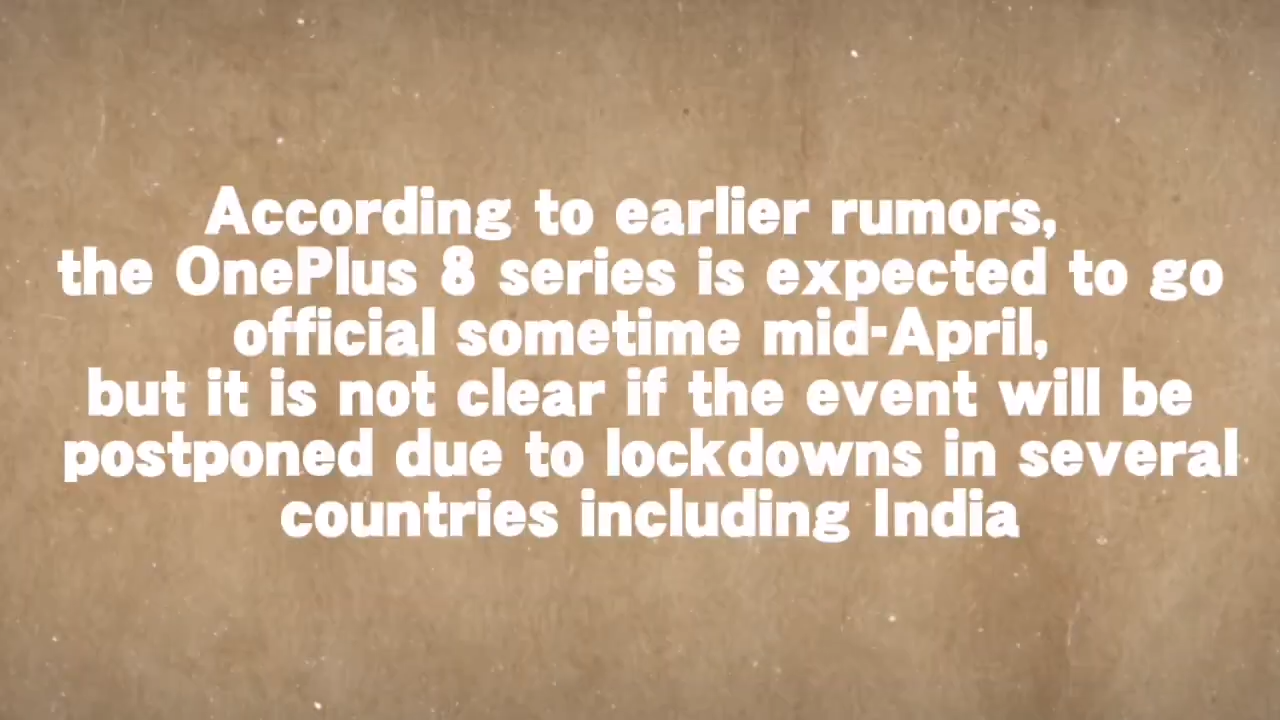 According to earlier rumors,
the OnePlus 8 series is expected to go
official sometime mid-April,
but it is not clear if the event will be
postponed due to lockdowns in several
countries including India